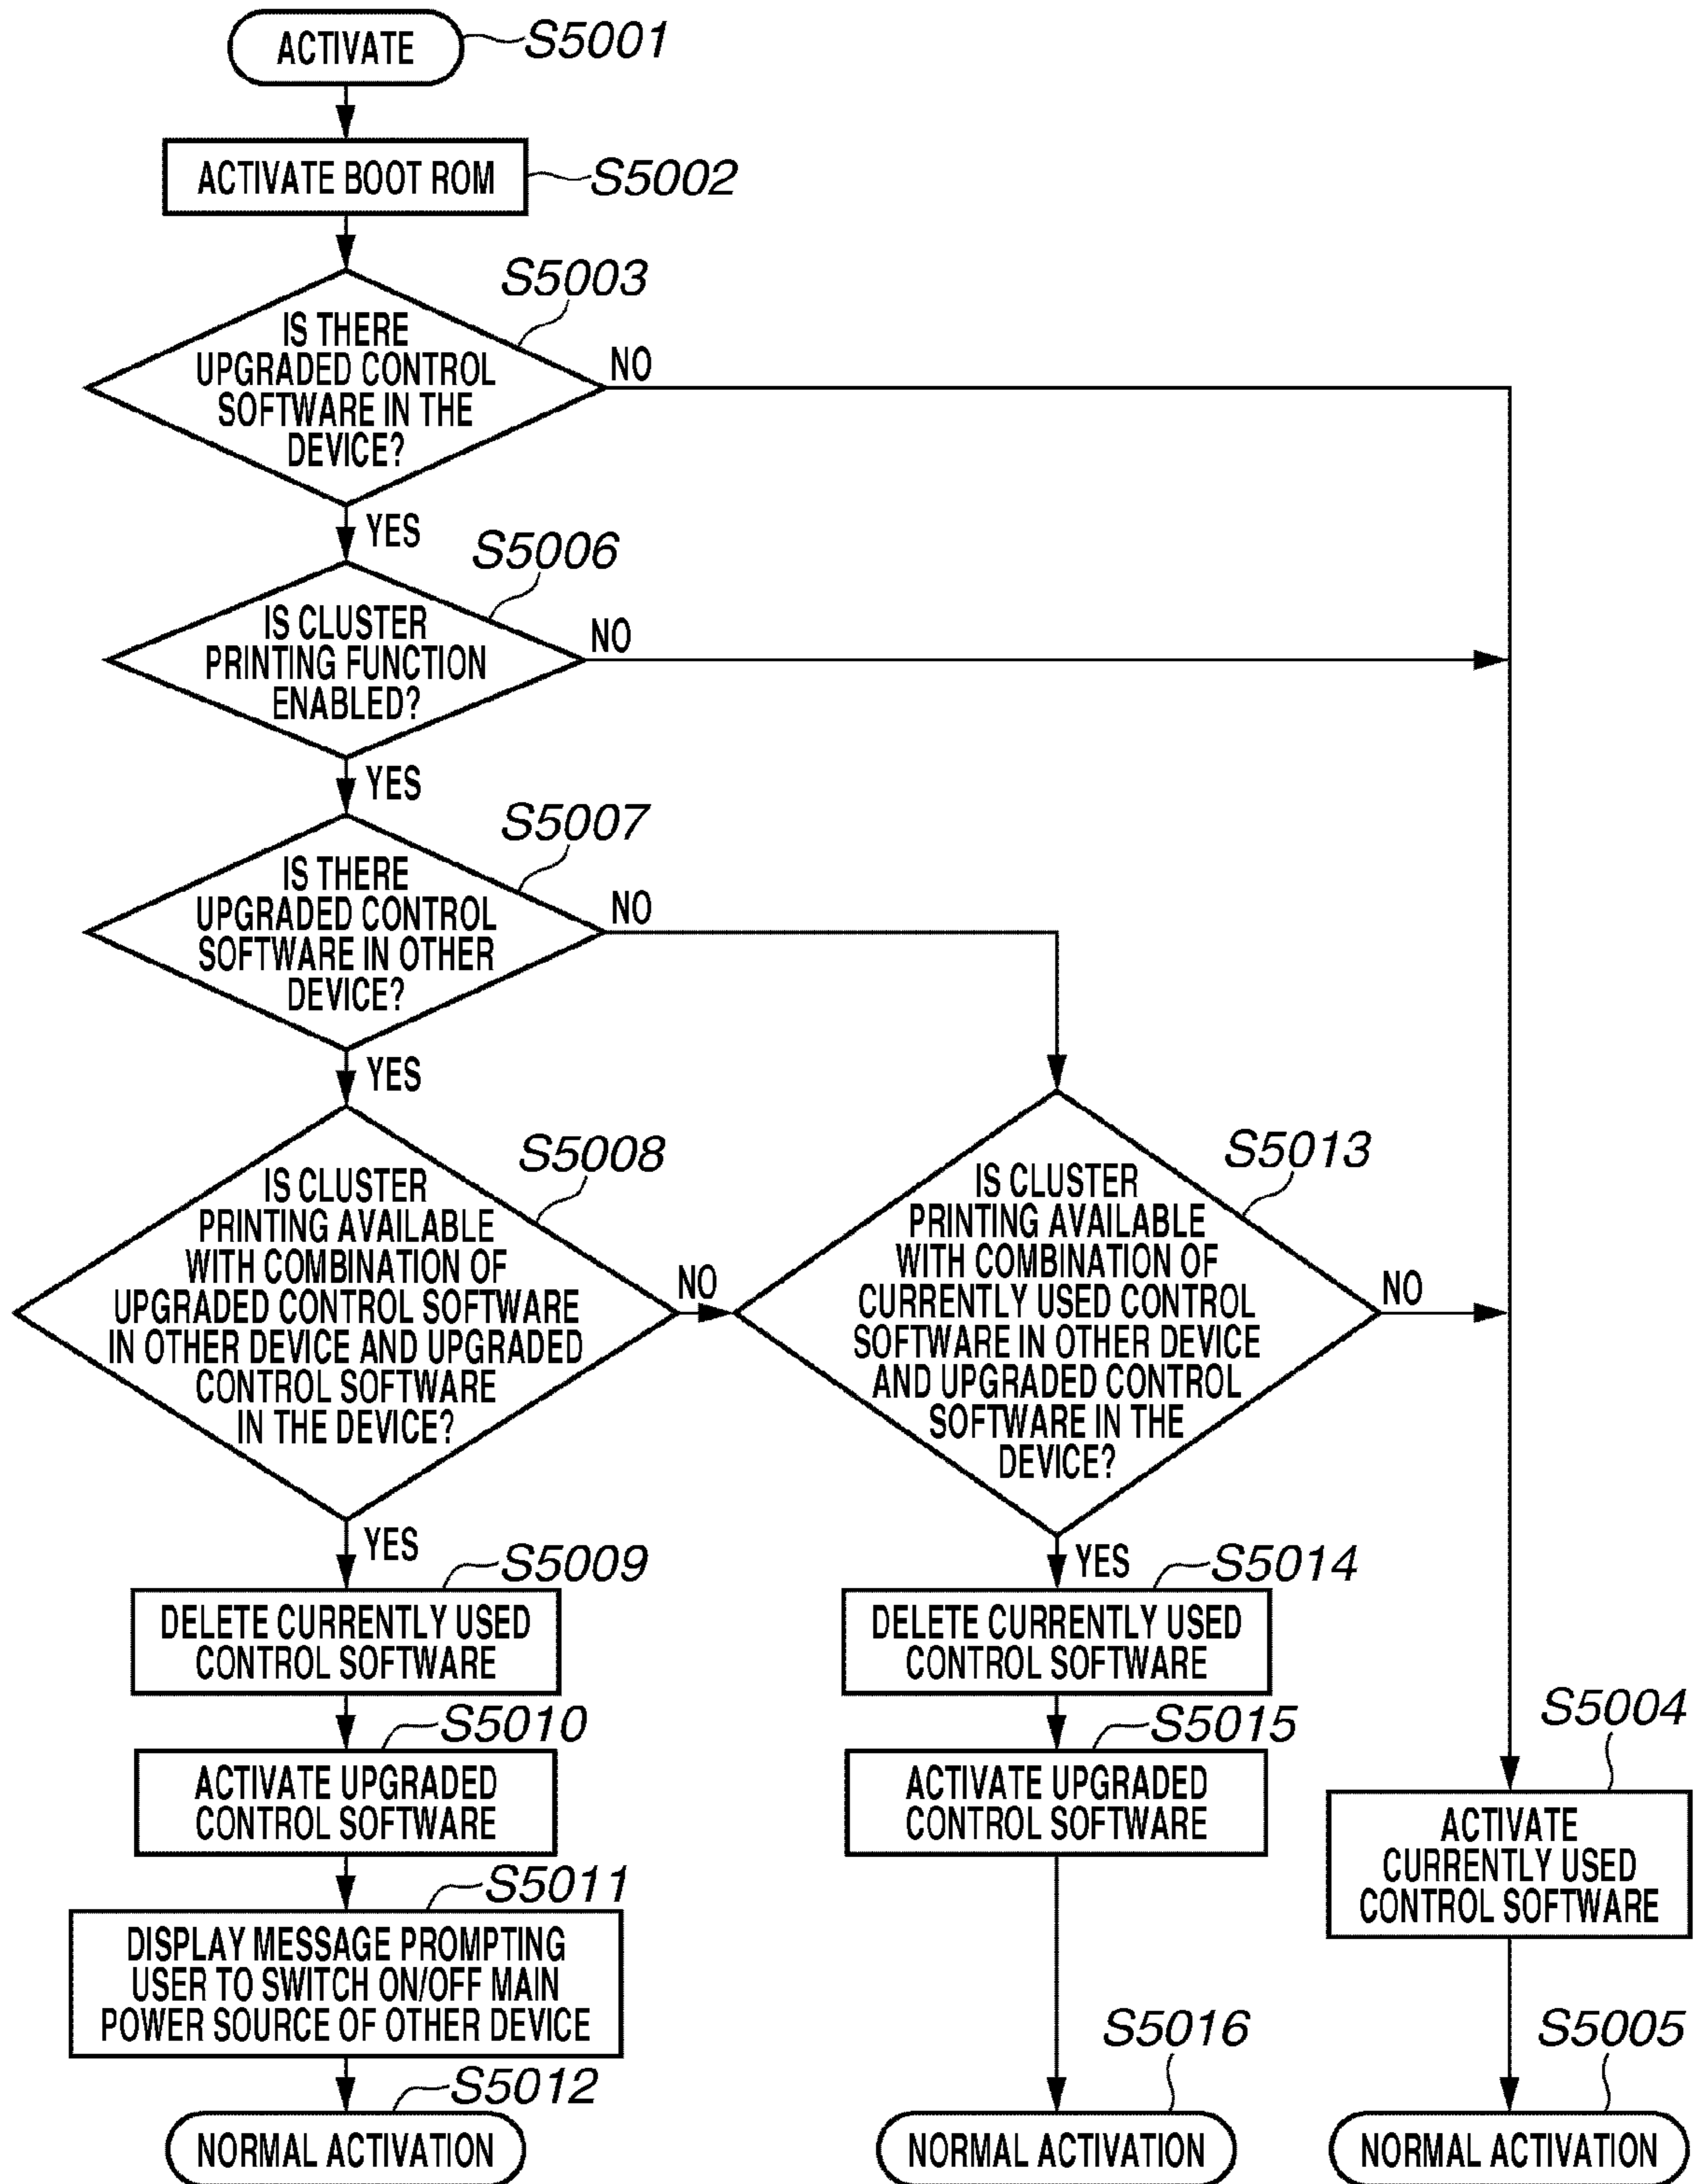 ACTIVATE
S5001
ACTIVATE BOOT ROM
S5002
S5003
IS THERE
UPGRADED CONTROL
SOFTWARE IN THE
DEVICE?
NO
YES
S5006
IS CLUSTER
PRINTING FUNCTION
ENABLED?
NO
YES
S5007
IS THERE
UPGRADED CONTROL
SOFTWARE IN OTHER
DEVICE?
NO
YES
S5008
IS CLUSTER
PRINTING AVAILABLE
WITH COMBINATION OF
UPGRADED CONTROL SOFTWARE
IN OTHER DEVICE AND UPGRADED
CONTROL SOFTWARE
IN THE DEVICE?
NO
YES
S5013
IS CLUSTER
PRINTING AVAILABLE
WITH COMBINATION OF
CURRENTLY USED CONTROL
SOFTWARE IN OTHER DEVICE
AND UPGRADED CONTROL
SOFTWARE IN THE
DEVICE?
NO
YES
S5009
DELETE CURRENTLY USED
CONTROL SOFTWARE
S5010
ACTIVATE UPGRADED
CONTROL SOFTWARE
S5011
DISPLAY MESSAGE PROMPTING
USER TO SWITCH ON/OFF MAIN
POWER SOURCE OF OTHER DEVICE
S5012
NORMAL ACTIVATION
S5014
DELETE CURRENTLY USED
CONTROL SOFTWARE
S5015
ACTIVATE UPGRADED
CONTROL SOFTWARE
S5016
NORMAL ACTIVATION
S5004
ACTIVATE
CURRENTLY USED
CONTROL SOFTWARE
S5005
NORMAL ACTIVATION